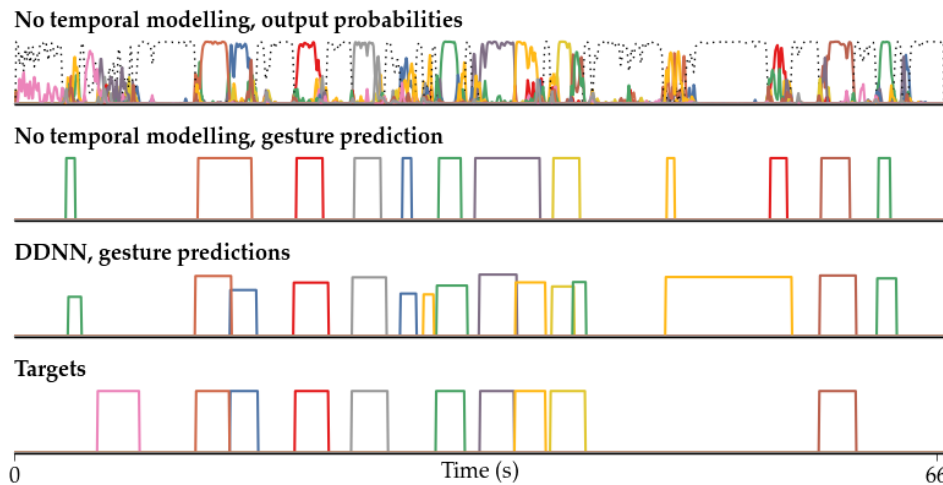 No temporal modelling, output probabilities
No temporal modelling, gesture prediction
DDNN, gesture predictions
Targets
0 Time (s) 66